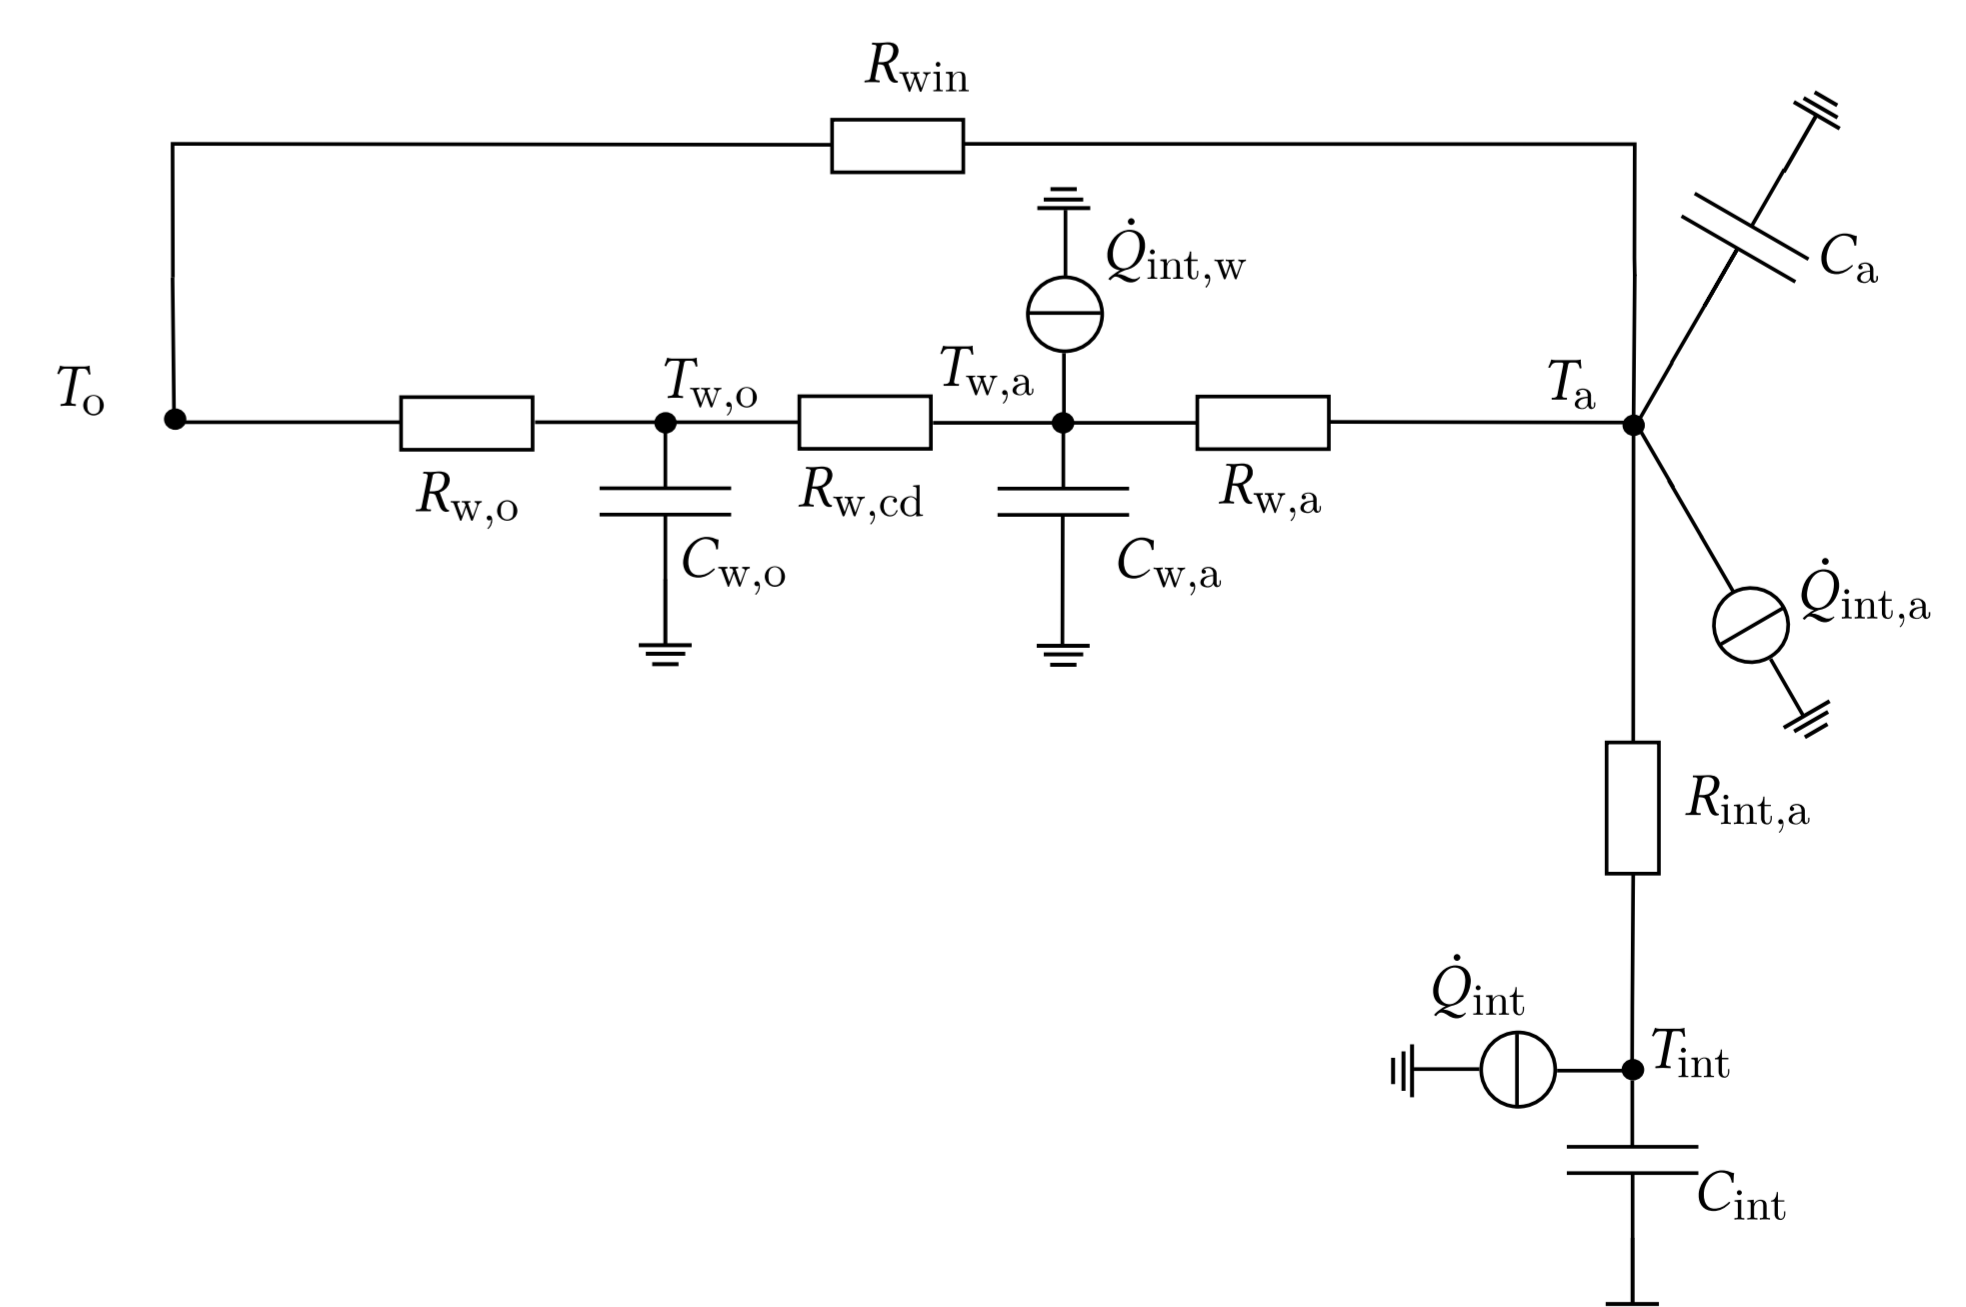 R_win
Q̇_int,w
C_a
T_o
T_w,o
T_w,a
T_a
R_w,o
R_w,cd
R_w,a
C_w,o
C_w,a
Q̇_int,a
R_int,a
Q̇_int
T_int
C_int